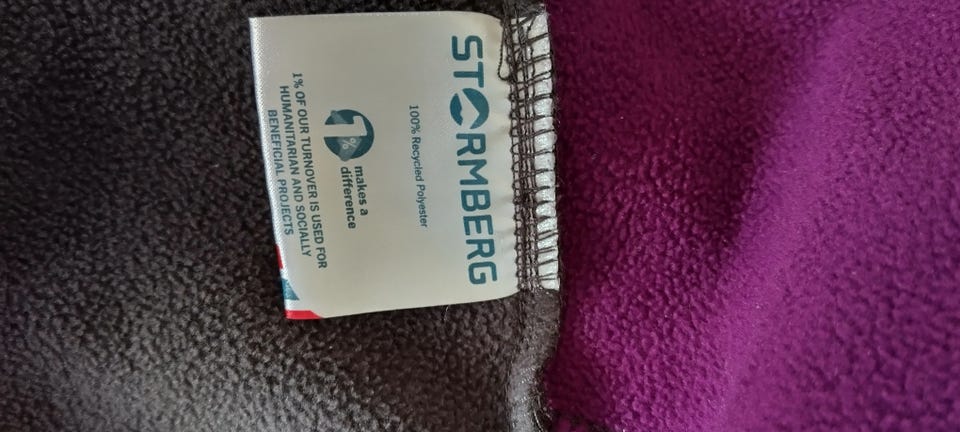 STORMBERG
100% Recycled Polyester
1%
makes a
difference
1% OF OUR TURNOVER IS USED FOR
HUMANITARIAN AND SOCIALLY
BENEFICIAL PROJECTS